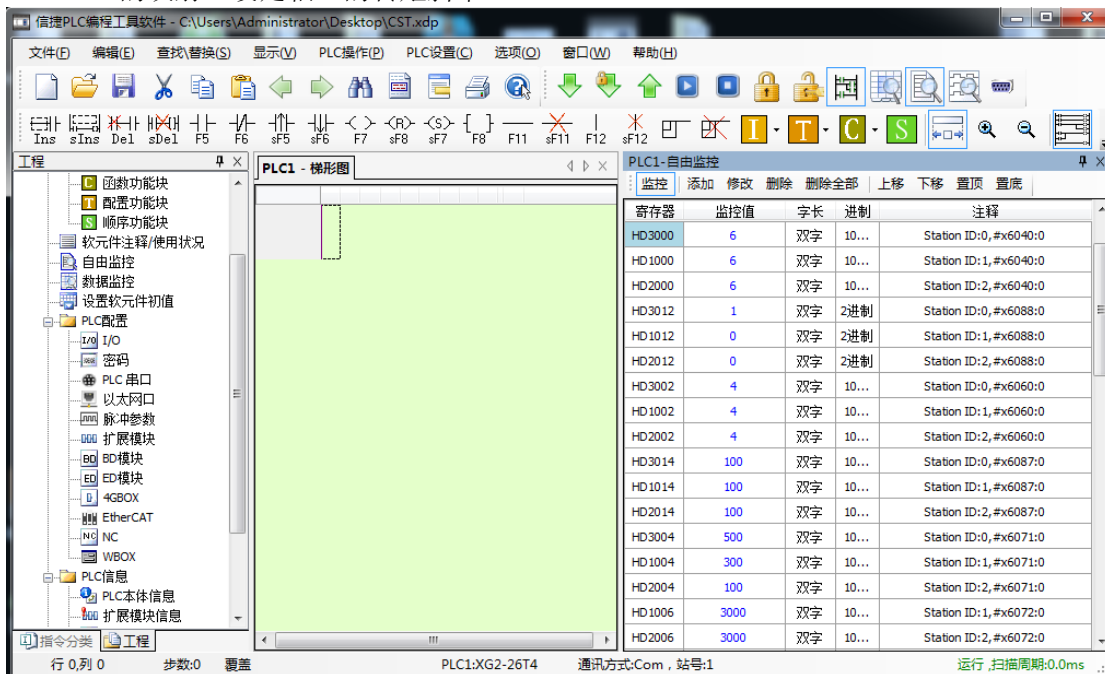 信捷PLC编程工具软件 - C:\Users\Administrator\Desktop\CST.xdp
文件(F) 编辑(E) 查找\替换(S) 显示(V) PLC操作(P) PLC设置(C) 选项(O) 窗口(W) 帮助(H)
Ins sIns Del sDel F5 F6 sF5 sF6 F7 sF8 sF7 F8 F11 sF11 F12 sF12 I T C S
工程
函数功能块
配置功能块
顺序功能块
软元件注释/使用状况
自由监控
数据监控
设置软元件初值
PLC配置
I/O
密码
PLC 串口
以太网口
脉冲参数
扩展模块
BD模块
ED模块
4GBOX
EtherCAT
NC
WBOX
PLC信息
PLC本体信息
扩展模块信息
指令分类 工程
PLC1 - 梯形图
PLC1-自由监控
监控 添加 修改 删除 删除全部 上移 下移 置顶 置底
寄存器 监控值 字长 进制 注释
HD3000 6 双字 10... Station ID:0,#x6040:0
HD1000 6 双字 10... Station ID:1,#x6040:0
HD2000 6 双字 10... Station ID:2,#x6040:0
HD3012 1 双字 2进制 Station ID:0,#x6088:0
HD1012 0 双字 2进制 Station ID:1,#x6088:0
HD2012 0 双字 2进制 Station ID:2,#x6088:0
HD3002 4 双字 10... Station ID:0,#x6060:0
HD1002 4 双字 10... Station ID:1,#x6060:0
HD2002 4 双字 10... Station ID:2,#x6060:0
HD3014 100 双字 10... Station ID:0,#x6087:0
HD1014 100 双字 10... Station ID:1,#x6087:0
HD2014 100 双字 10... Station ID:2,#x6087:0
HD3004 500 双字 10... Station ID:0,#x6071:0
HD1004 300 双字 10... Station ID:1,#x6071:0
HD2004 100 双字 10... Station ID:2,#x6071:0
HD1006 3000 双字 10... Station ID:1,#x6072:0
HD2006 3000 双字 10... Station ID:2,#x6072:0
行 0,列 0 步数:0 覆盖 PLC1:XG2-26T4 通讯方式:Com，站号:1 运行 ,扫描周期:0.0ms